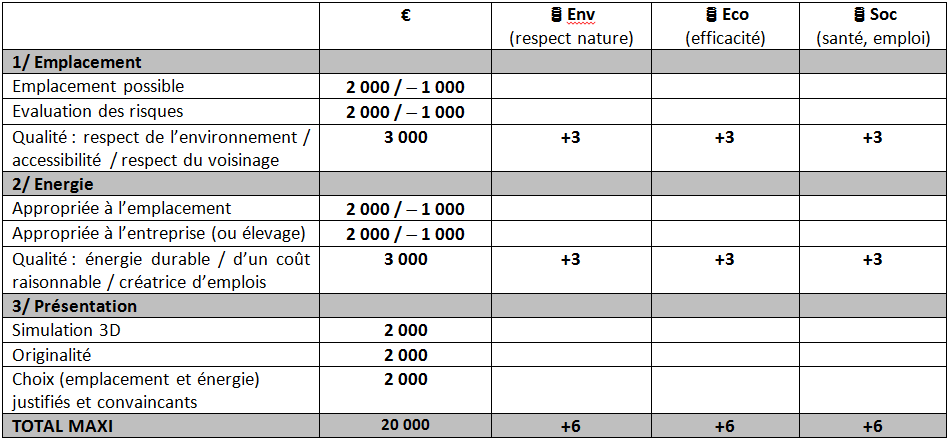 € Env Eco Soc
(respect nature) (efficacité) (santé, emploi)
1/ Emplacement
Emplacement possible 2 000 / – 1 000
Evaluation des risques 2 000 / – 1 000
Qualité : respect de l’environnement / 3 000 +3 +3 +3
accessibilité / respect du voisinage
2/ Energie
Appropriée à l’emplacement 2 000 / – 1 000
Appropriée à l’entreprise (ou élevage) 2 000 / – 1 000
Qualité : énergie durable / d’un coût 3 000 +3 +3 +3
raisonnable / créatrice d’emplois
3/ Présentation
Simulation 3D 2 000
Originalité 2 000
Choix (emplacement et énergie) 2 000
justifiés et convaincants
TOTAL MAXI 20 000 +6 +6 +6